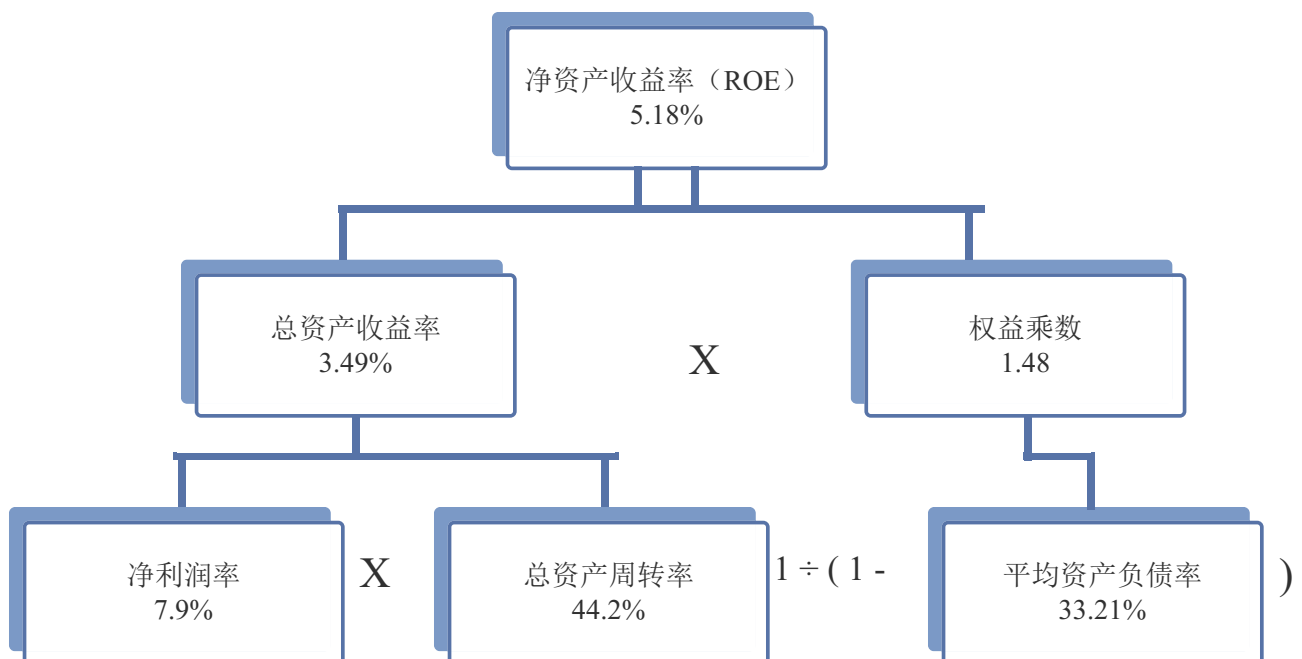 净资产收益率（ROE）
5.18%
总资产收益率
3.49%
X
权益乘数
1.48
净利润率
7.9%
X
总资产周转率
44.2%
1 ÷ ( 1 -
平均资产负债率
33.21%
)